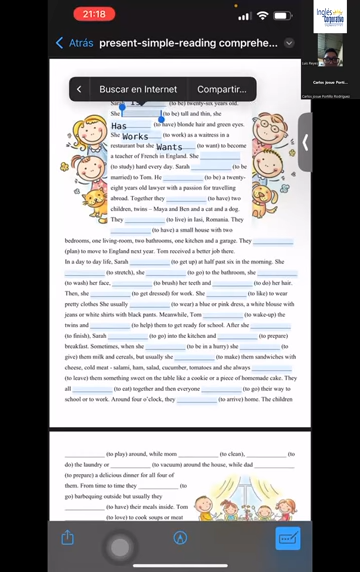 21:18
Inglés
Corporativo
Atrás present-simple-reading comprehe...
Buscar en Internet Compartir...
Sarah Is (to be) twenty-six years old.
She (to be) tall and thin, she
Has (to have) blonde hair and green eyes.
She Works (to work) as a waitress in a
restaurant but she Wants (to want) to become
a teacher of French in England. She
(to study) hard every day. Sarah (to be)
married to Tom. He (to be) a twenty-
eight years old lawyer with a passion for travelling
abroad. Together they (to have) two
children, twins – Maya and Ben and a cat and a dog.
They (to live) in Iasi, Romania. They
(to have) a small house with two
bedrooms, one living-room, two bathrooms, one kitchen and a garage. They
(plan) to move to England next year. Tom received a better job there.
In a day to day life, Sarah (to get up) at half past six in the morning. She
(to stretch), she (to go) to the bathroom, she
(to wash) her face, (to brush) her teeth and (to do) her hair.
Then, she (to get dressed) for work. She (to like) to wear
pretty clothes She usually (to wear) a blue or pink dress, a white blouse with
jeans or white shirts with black pants. Meanwhile, Tom (to wake-up) the
twins and (to help) them to get ready for school. After she
(to finish), Sarah (to go) into the kitchen and (to prepare)
breakfast. Sometimes, when she (to be in a hurry) she (to
give) them milk and cereals, but usually she (to make) them sandwiches with
cheese, cold meat - salami, ham, salad, cucumber, tomatoes and she always
(to leave) them something sweet on the table like a cookie or a piece of homemade cake. They
all (to eat) together and then everyone (to go) their way to
school or to work. Around four o'clock, they (to arrive) home. The children
(to play) around, while mom (to clean), (to
do) the laundry or (to vacuum) around the house, while dad
(to prepare) a delicious dinner for all four of
them. From time to time they (to
go) barbequing outside but usually they
(to have) their meals inside. Tom
(to love) to cook soups or meat